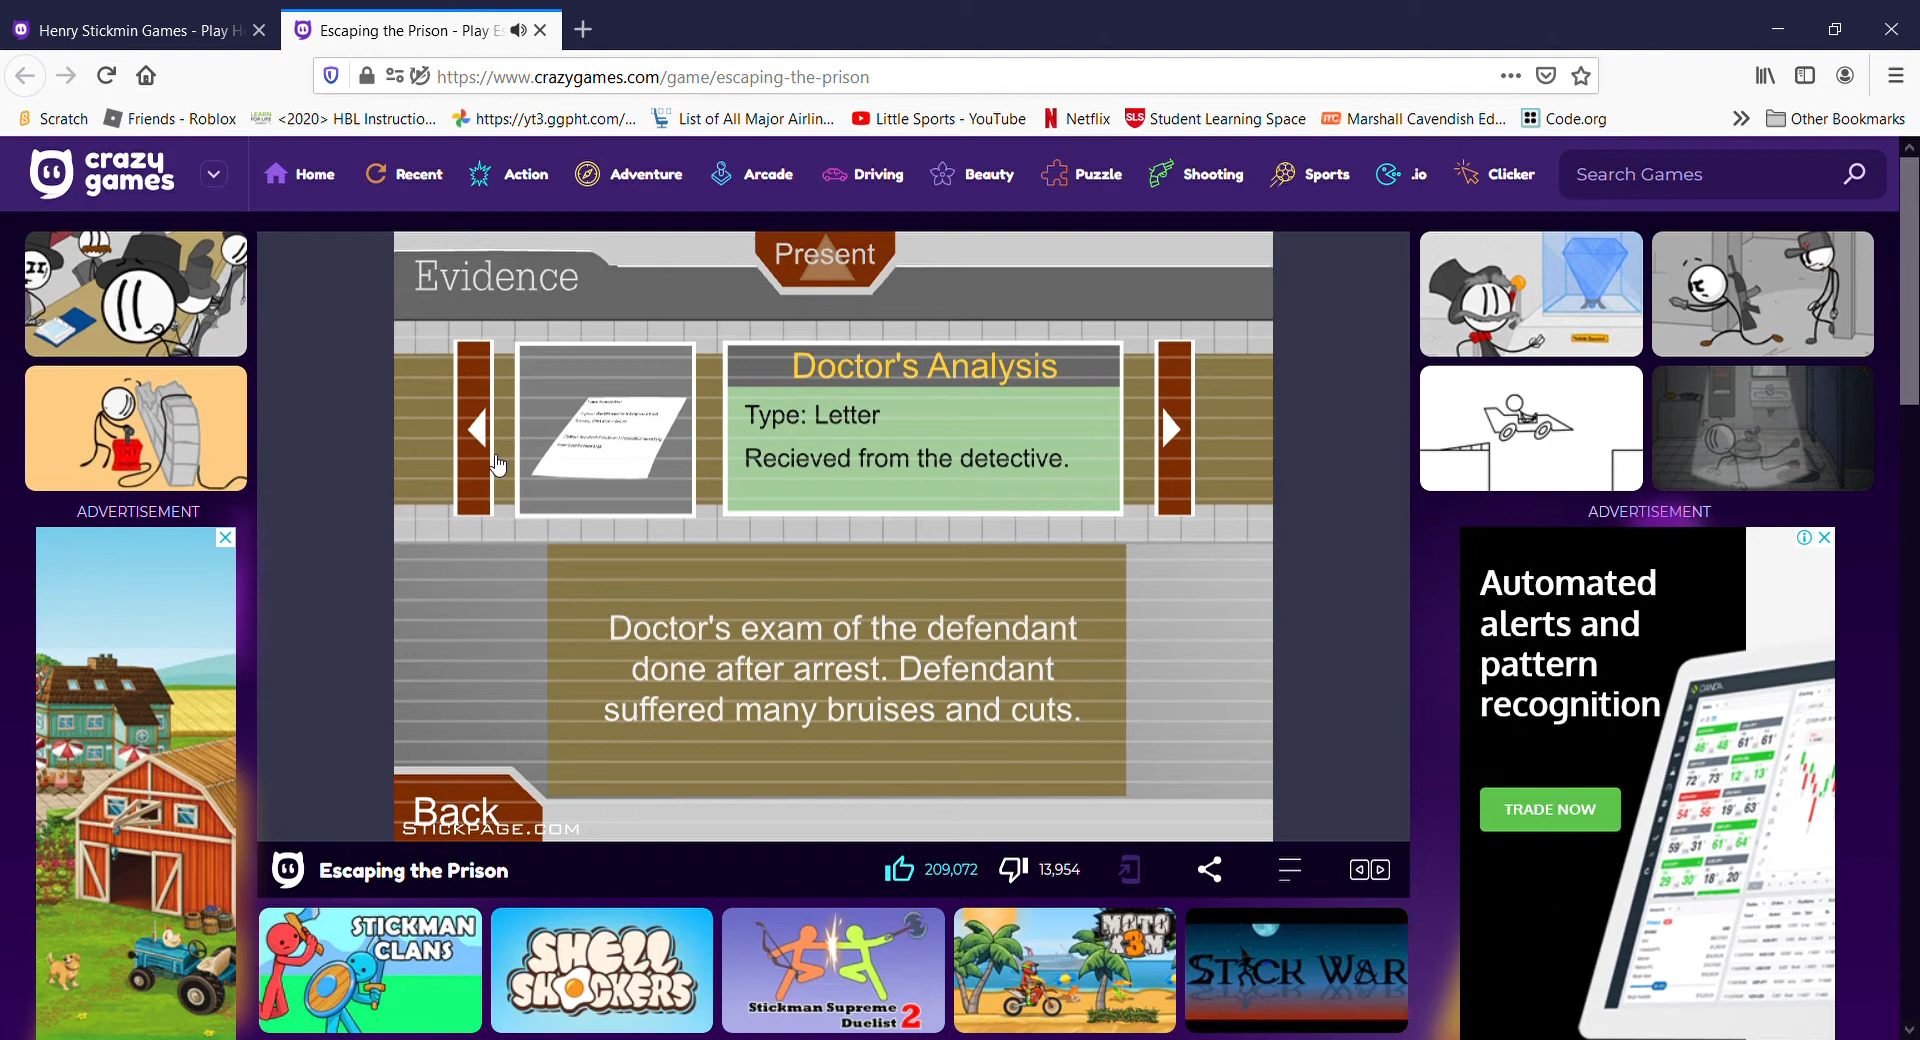 Henry Stickmin Games - Play H
Escaping the Prison - Play Es
https://www.crazygames.com/game/escaping-the-prison
Scratch
Friends - Roblox
<2020> HBL Instructio...
https://yt3.ggpht.com/...
List of All Major Airlin...
Little Sports - YouTube
Netflix
SLS
Student Learning Space
Marshall Cavendish Ed...
Code.org
Other Bookmarks
crazy
games
Home
Recent
Action
Adventure
Arcade
Driving
Beauty
Puzzle
Shooting
Sports
.io
Clicker
Search Games
Evidence
Present
Doctor's Analysis
Type: Letter
Recieved from the detective.
Doctor's exam of the defendant
done after arrest. Defendant
suffered many bruises and cuts.
Back
STICKPAGE.COM
TNT
ADVERTISEMENT
ADVERTISEMENT
Automated
alerts and
pattern
recognition
TRADE NOW
OANDA
Escaping the Prison
209,072
13,954
STICKMAN
CLANS
SHELL
SHOCKERS
Stickman Supreme
Duelist 2
MOTO
X3M
STICK WAR